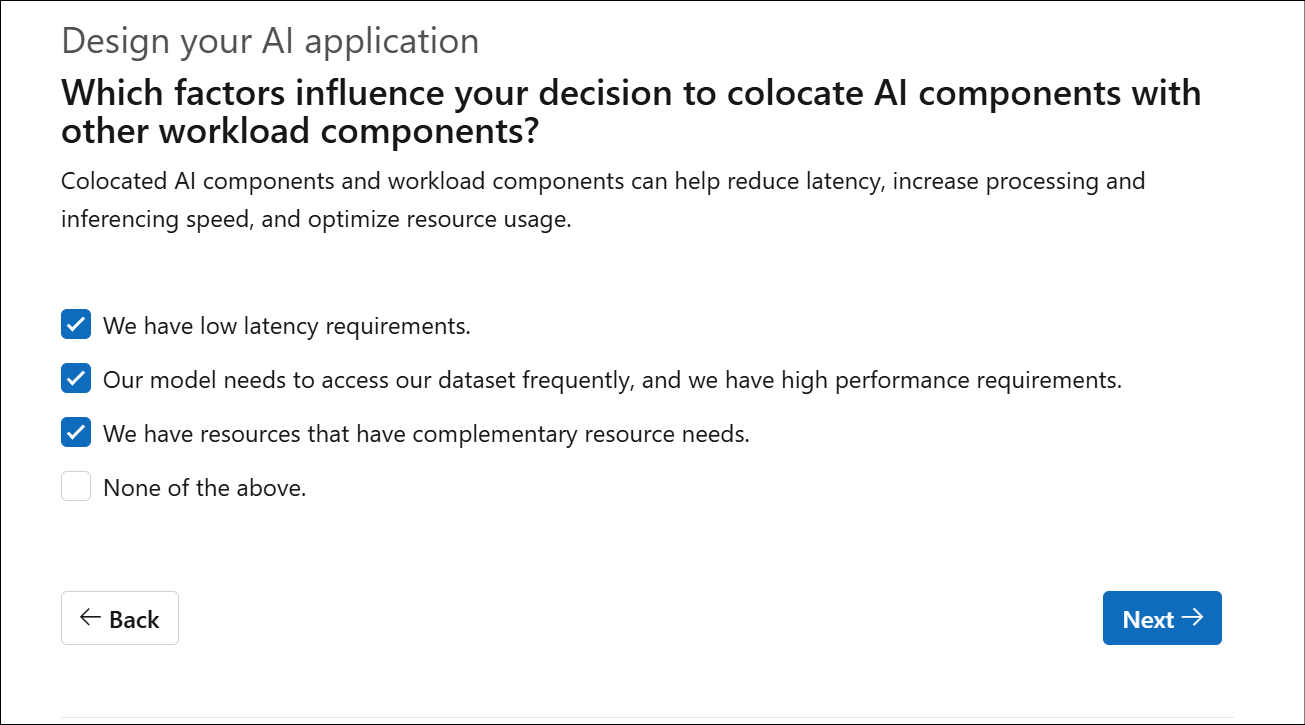 Design your AI application
Which factors influence your decision to colocate AI components with
other workload components?
Colocated AI components and workload components can help reduce latency, increase processing and
inferencing speed, and optimize resource usage.
We have low latency requirements.
Our model needs to access our dataset frequently, and we have high performance requirements.
We have resources that have complementary resource needs.
None of the above.
Back
Next